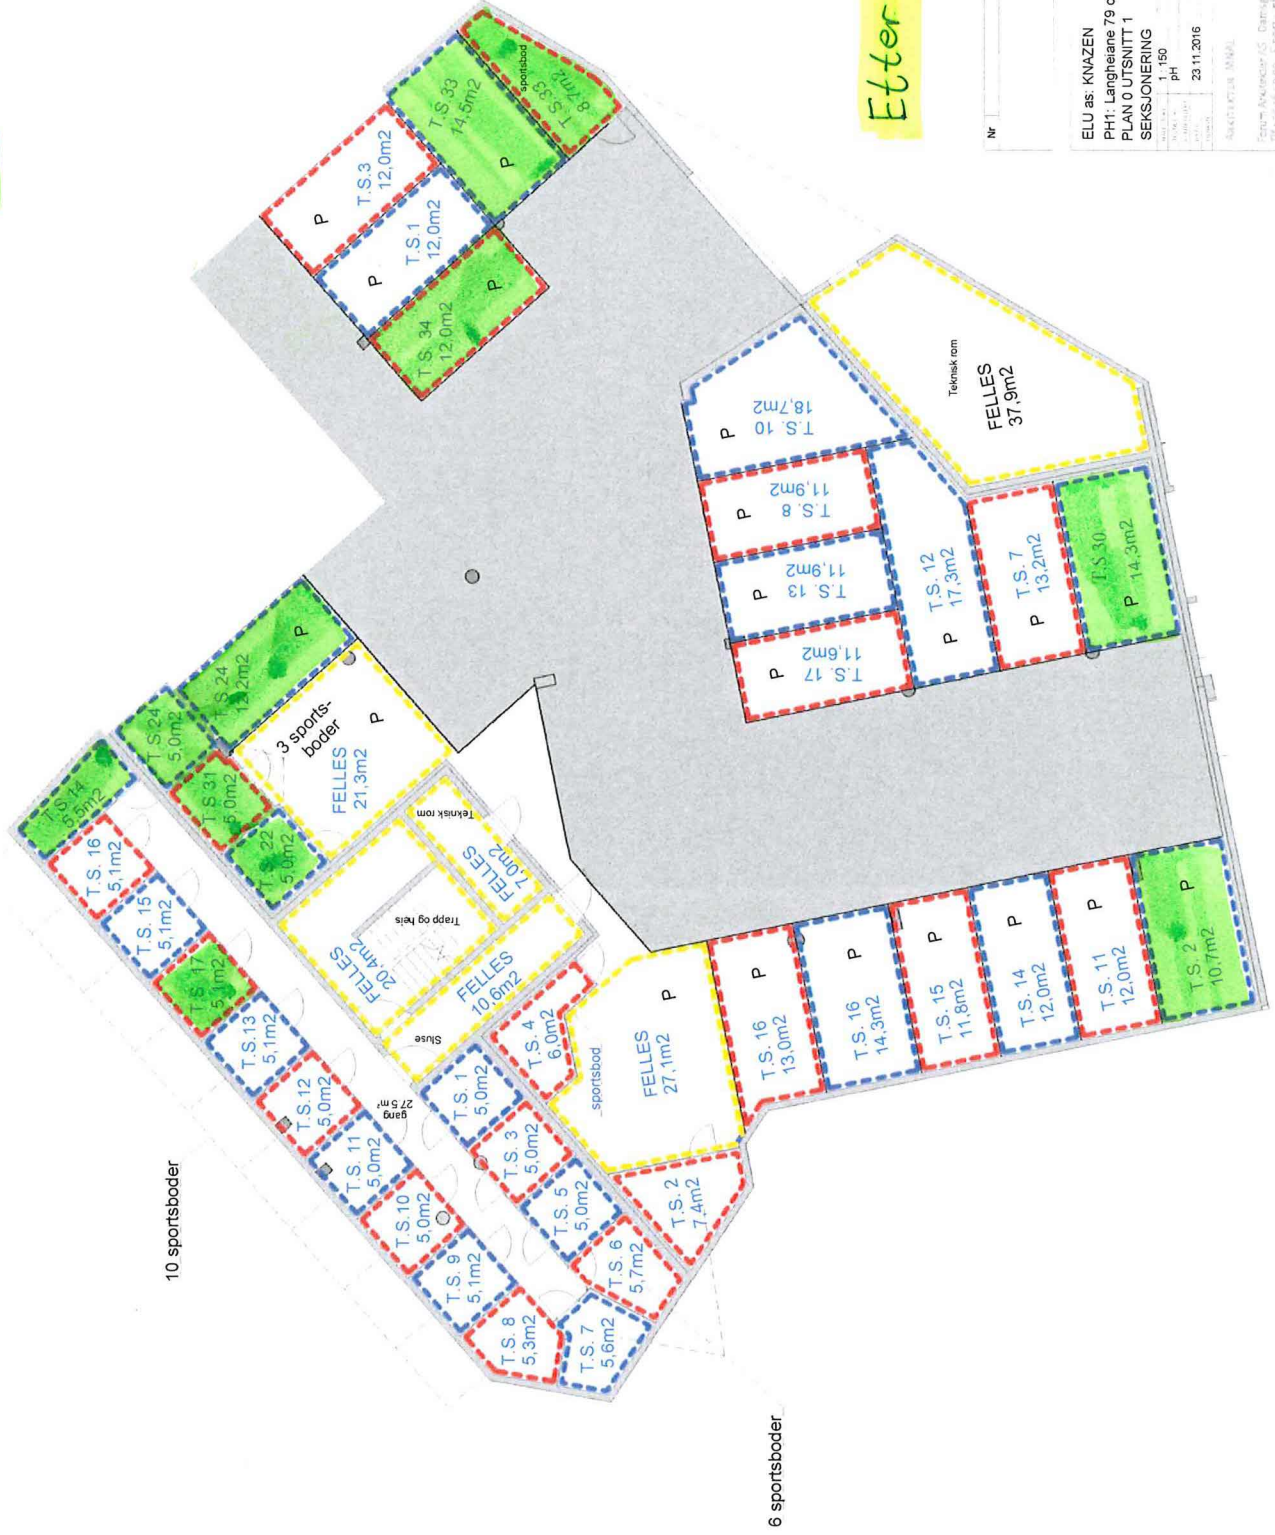 T.S. 33
8,7m2
sportsbod
T.S. 33
14,5m2
P
T.S.3
12,0m2
P
T.S.1
12,0m2
P
T.S. 34
12,0m2
P
Etter
Nr
ELU as: KNAZEN
PH1: Langheiane 79 o
PLAN 0 UTSNITT 1
SEKSJONERING
1 : 150
pH
23.11.2016
T.S. 10
18,7m2
P
T.S. 8
11,9m2
P
T.S. 13
11,9m2
P
T.S. 17
11,6m2
P
T.S. 12
17,3m2
P
T.S. 7
13,2m2
P
T.S 30
14,3m2
P
Teknisk rom
FELLES
37,9m2
T.S.24
P
T.S 24
5,0m2
T.S 31
5,0m2
T.S. 22
5,0m2
3 sports-
boder
FELLES
21,3m2
P
T.S. 14
5,5m2
T.S. 16
5,1m2
T.S. 15
5,1m2
5,1m2
T.S.13
5,1m2
T.S.12
5,0m2
T.S. 11
5,0m2
T.S.10
5,0m2
T.S. 9
5,1m2
T.S. 8
5,3m2
T.S. 7
5,6m2
T.S. 6
5,7m2
T.S. 5
5,0m2
T.S. 3
5,0m2
T.S. 1
5,0m2
T.S. 4
6,0m2
T.S. 2
7,4m2
gang
27,5 m²
FELLES
20,4m2
Trapp og heis
Teknisk rom
FELLES
7,0m2
FELLES
10,6m2
Sluse
sportsbod
FELLES
27,1m2
P
T.S. 16
13,0m2
P
T.S. 16
14,3m2
P
T.S. 15
11,8m2
P
T.S. 14
12,0m2
P
T.S. 11
12,0m2
P
T.S. 2
10,7m2
P
10 sportsboder
6 sportsboder